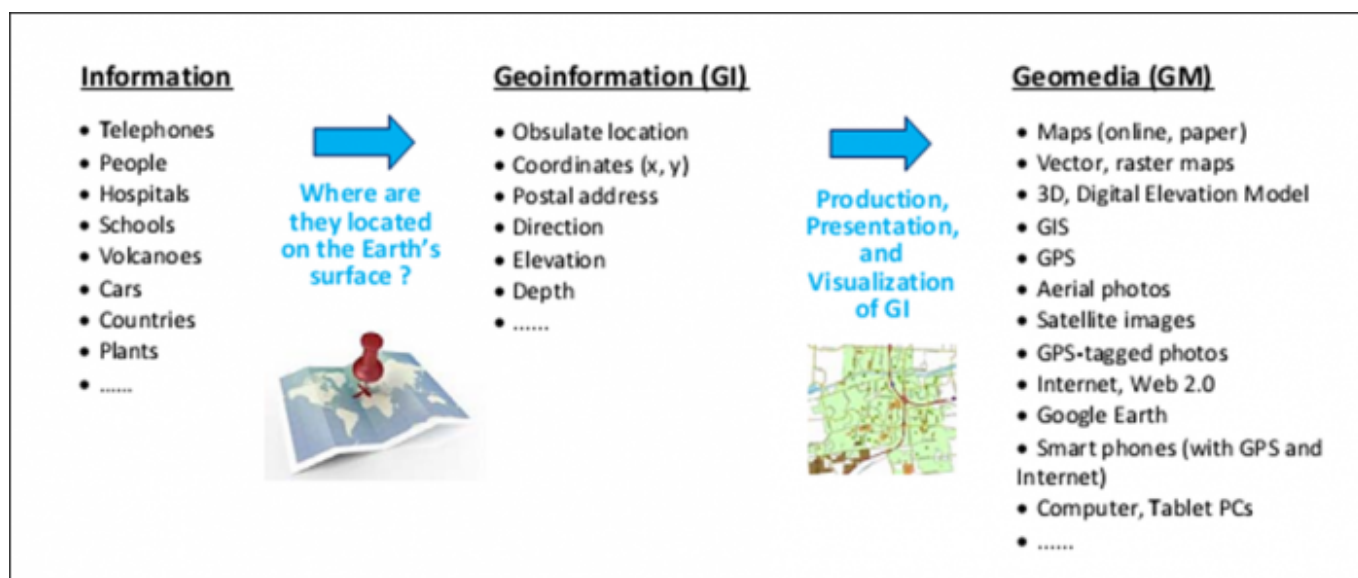 Information
• Telephones
• People
• Hospitals
• Schools
• Volcanoes
• Cars
• Countries
• Plants
• ......
Where are
they located
on the Earth's
surface ?
Geoinformation (GI)
• Obsulate location
• Coordinates (x, y)
• Postal address
• Direction
• Elevation
• Depth
• ......
Production,
Presentation,
and
Visualization
of GI
Geomedia (GM)
• Maps (online, paper)
• Vector, raster maps
• 3D, Digital Elevation Model
• GIS
• GPS
• Aerial photos
• Satellite images
• GPS-tagged photos
• Internet, Web 2.0
• Google Earth
• Smart phones (with GPS and
Internet)
• Computer, Tablet PCs
• ......